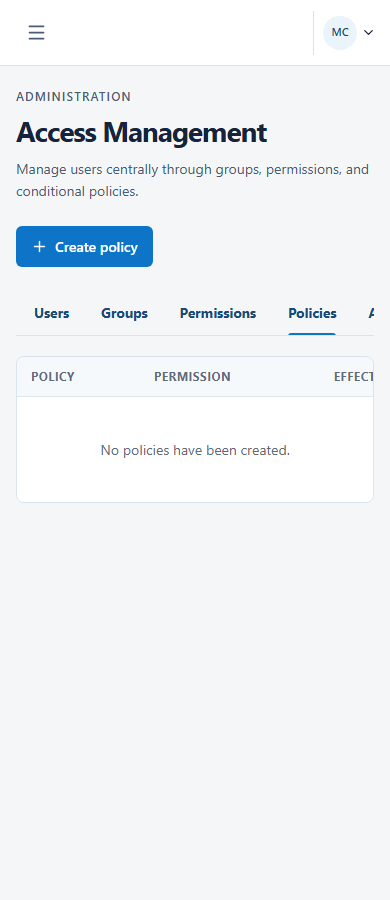 MC
ADMINISTRATION
Access Management
Manage users centrally through groups, permissions, and
conditional policies.
Create policy
Users Groups Permissions Policies A
POLICY PERMISSION EFFECT
No policies have been created.